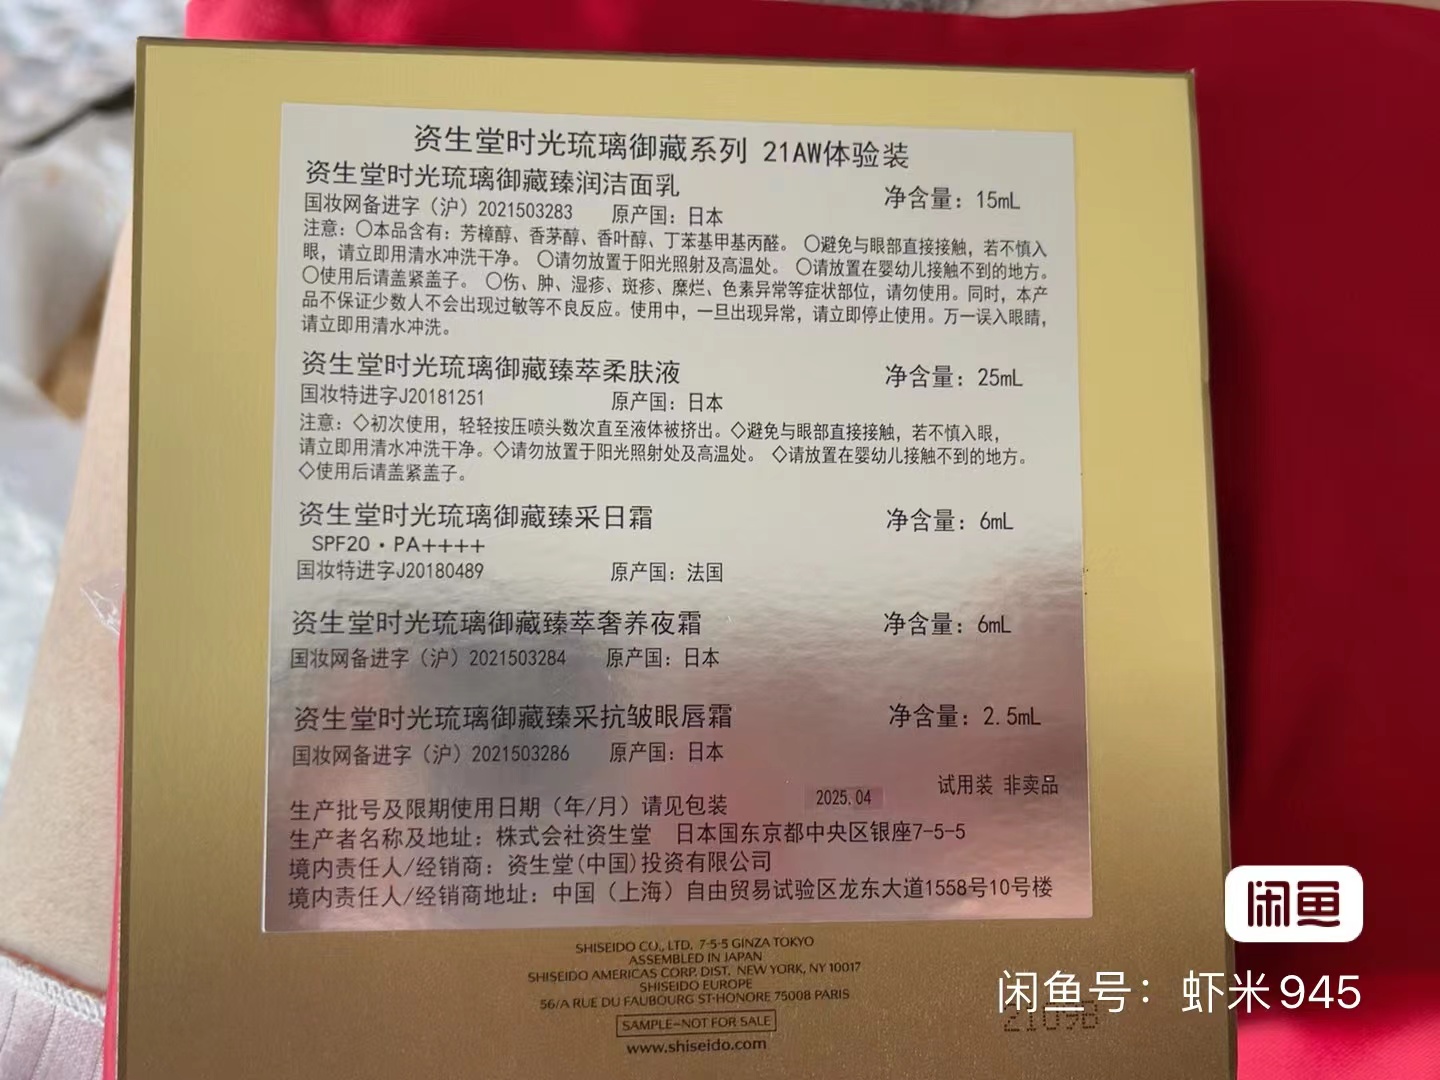 资生堂时光琉璃御藏系列 21AW体验装
资生堂时光琉璃御藏臻润洁面乳 净含量：15mL
国妆网备进字（沪）2021503283 原产国：日本
注意：○本品含有：芳樟醇、香茅醇、香叶醇、丁苯基甲基丙醛。 ○避免与眼部直接接触，若不慎入
眼，请立即用清水冲洗干净。 ○请勿放置于阳光照射及高温处。 ○请放置在婴幼儿接触不到的地方。
○使用后请盖紧盖子。 ○伤、肿、湿疹、斑疹、糜烂、色素异常等症状部位，请勿使用。同时，本产
品不保证少数人不会出现过敏等不良反应。使用中，一旦出现异常，请立即停止使用。万一误入眼睛，
请立即用清水冲洗。
资生堂时光琉璃御藏臻萃柔肤液 净含量：25mL
国妆特进字J20181251 原产国：日本
注意：◇初次使用，轻轻按压喷头数次直至液体被挤出。◇避免与眼部直接接触，若不慎入眼，
请立即用清水冲洗干净。◇请勿放置于阳光照射处及高温处。 ◇请放置在婴幼儿接触不到的地方。
◇使用后请盖紧盖子。
资生堂时光琉璃御藏臻采日霜 净含量：6mL
SPF20・PA++++
国妆特进字J20180489 原产国：法国
资生堂时光琉璃御藏臻萃奢养夜霜 净含量：6mL
国妆网备进字（沪）2021503284 原产国：日本
资生堂时光琉璃御藏臻采抗皱眼唇霜 净含量：2.5mL
国妆网备进字（沪）2021503286 原产国：日本
试用装 非卖品
生产批号及限期使用日期（年/月）请见包装 2025.04
生产者名称及地址：株式会社资生堂 日本国东京都中央区银座7-5-5
境内责任人/经销商：资生堂(中国)投资有限公司
境内责任人/经销商地址：中国（上海）自由贸易试验区龙东大道1558号10号楼
SHISEIDO CO., LTD. 7-5-5 GINZA TOKYO
ASSEMBLED IN JAPAN
SHISEIDO AMERICAS CORP. DIST. NEW YORK, NY 10017
SHISEIDO EUROPE
56/A RUE DU FAUBOURG ST-HONORE 75008 PARIS
SAMPLE-NOT FOR SALE
www.shiseido.com
闲鱼
闲鱼号：虾米945
2109B